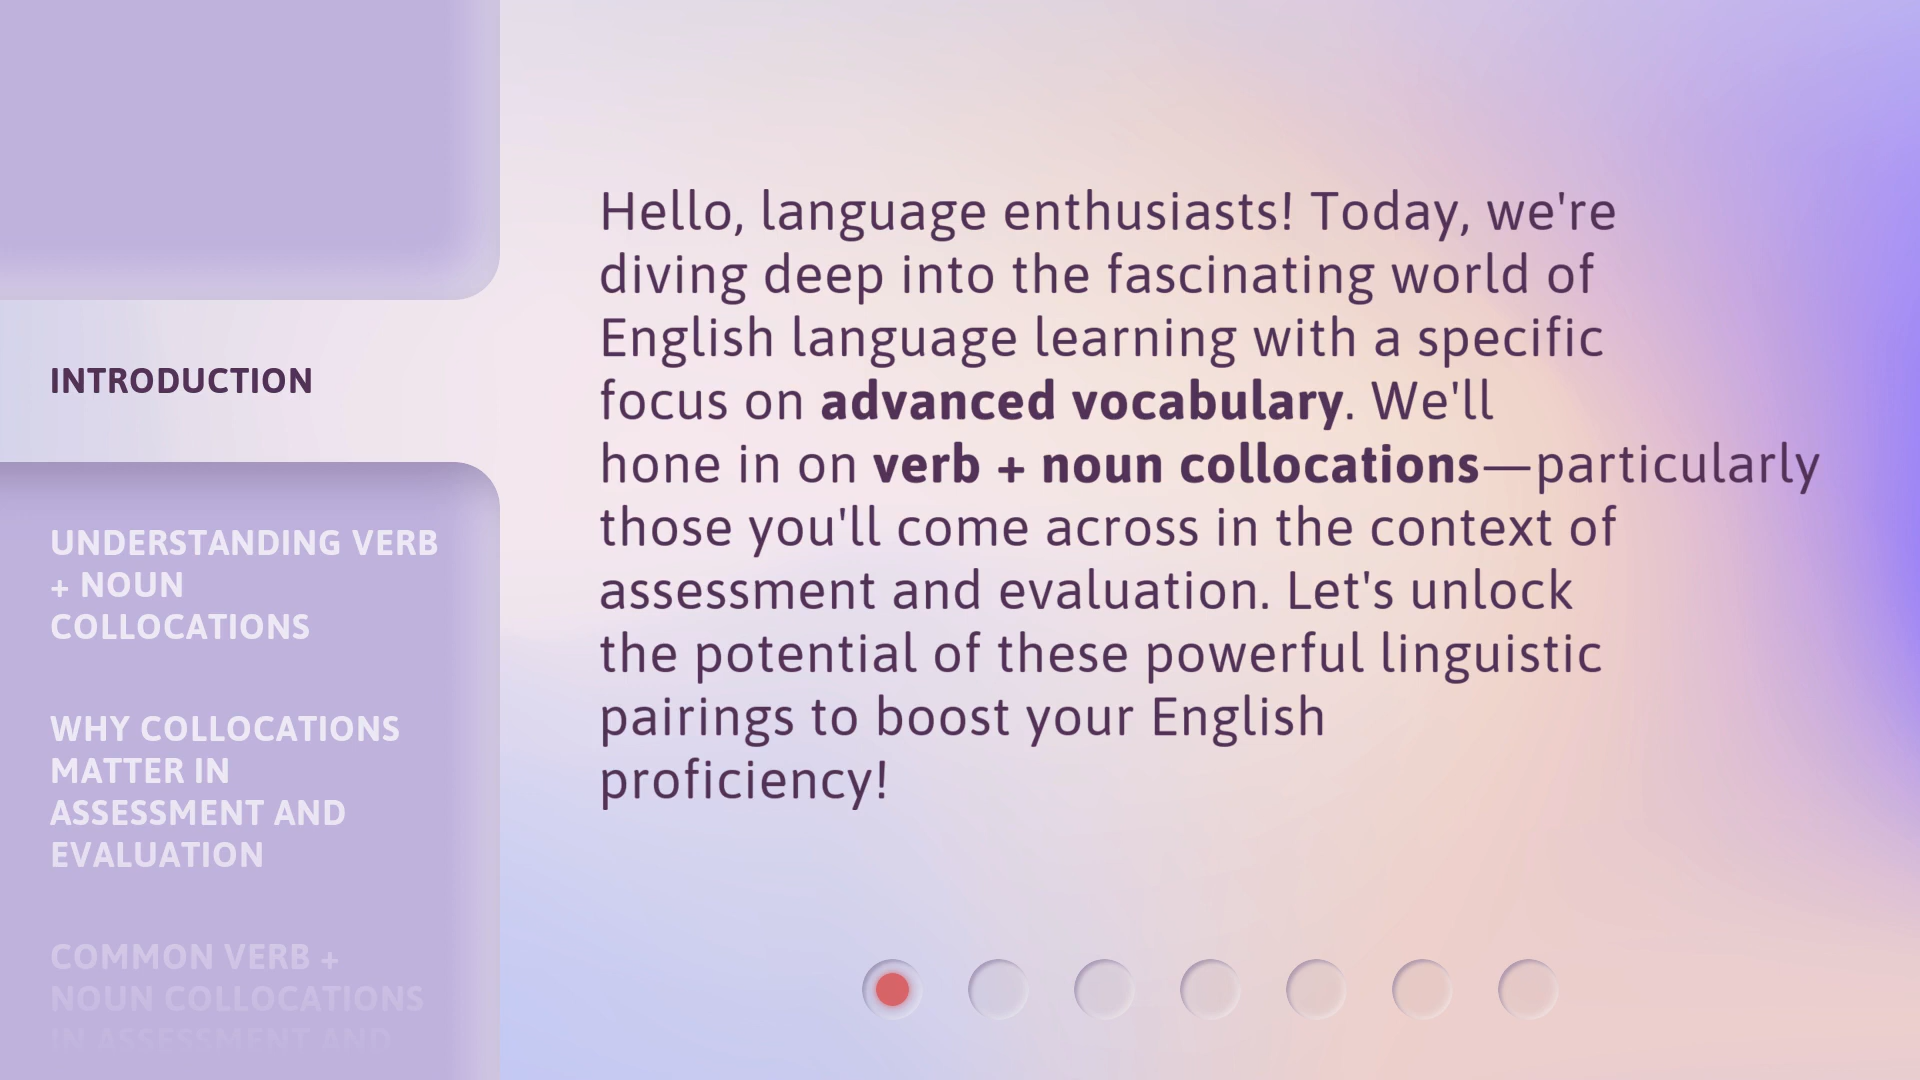 INTRODUCTION
UNDERSTANDING VERB
+ NOUN
COLLOCATIONS
WHY COLLOCATIONS
MATTER IN
ASSESSMENT AND
EVALUATION
COMMON VERB +
NOUN COLLOCATIONS
IN ASSESSMENT AND
Hello, language enthusiasts! Today, we're
diving deep into the fascinating world of
English language learning with a specific
focus on advanced vocabulary. We'll
hone in on verb + noun collocations—particularly
those you'll come across in the context of
assessment and evaluation. Let's unlock
the potential of these powerful linguistic
pairings to boost your English
proficiency!